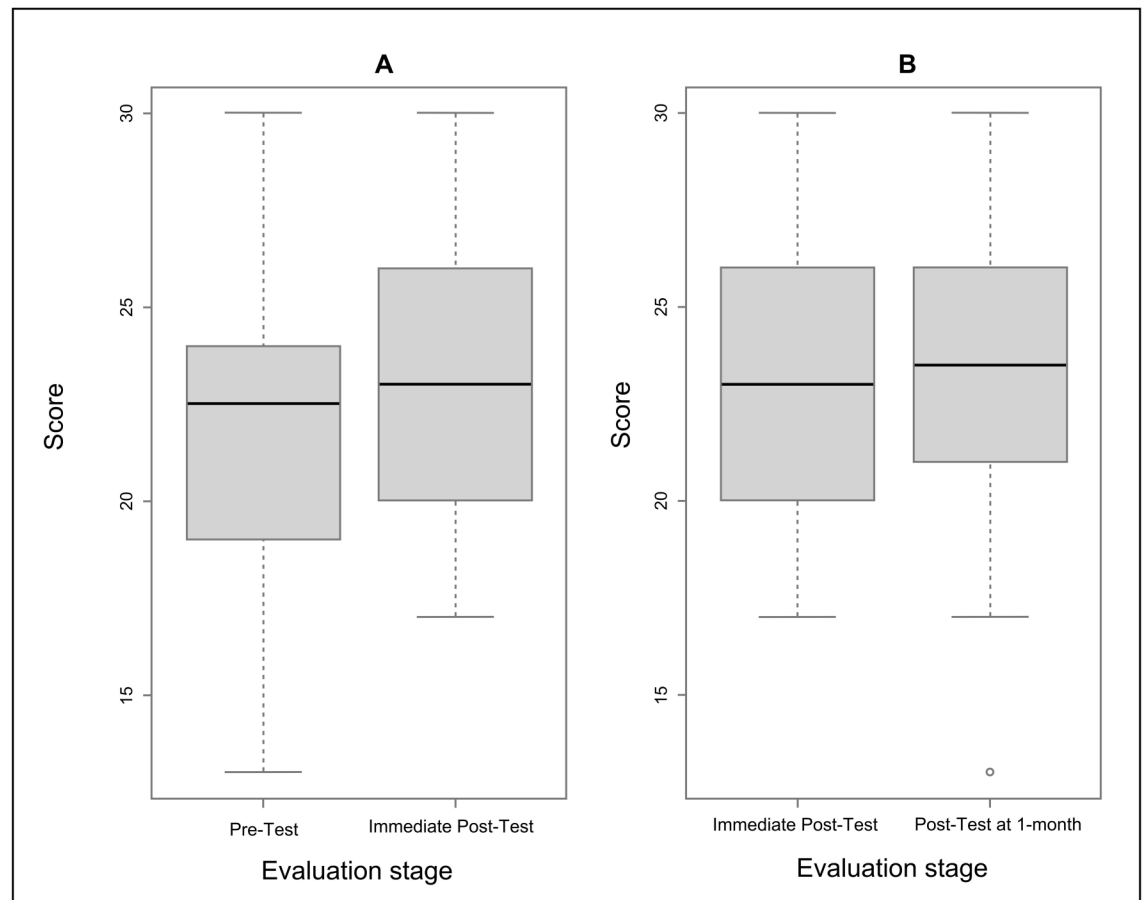 A
Score
30
25
20
15
Pre-Test
Immediate Post-Test
Evaluation stage
B
Score
30
25
20
15
Immediate Post-Test
Post-Test at 1-month
Evaluation stage